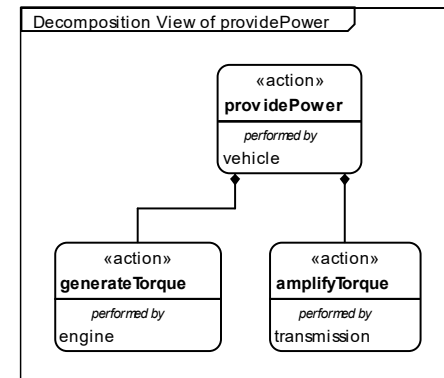 Decomposition View of providePower
«action»
providePower
performed by
vehicle
«action»
generateTorque
performed by
engine
«action»
amplifyTorque
performed by
transmission